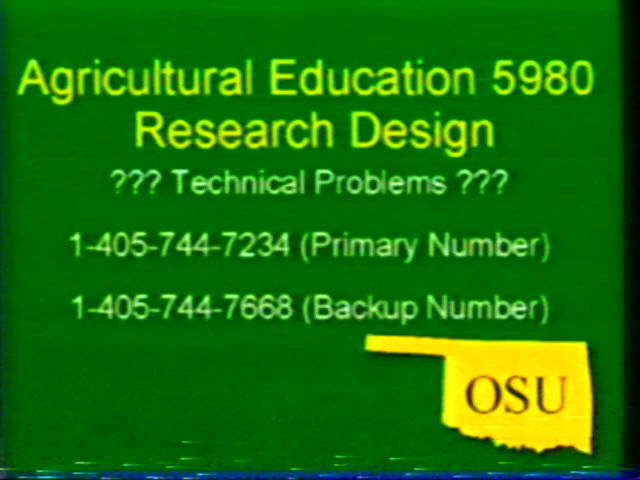 Agricultural Education 5980
Research Design
??? Technical Problems ???
1-405-744-7234 (Primary Number)
1-405-744-7668 (Backup Number)
OSU